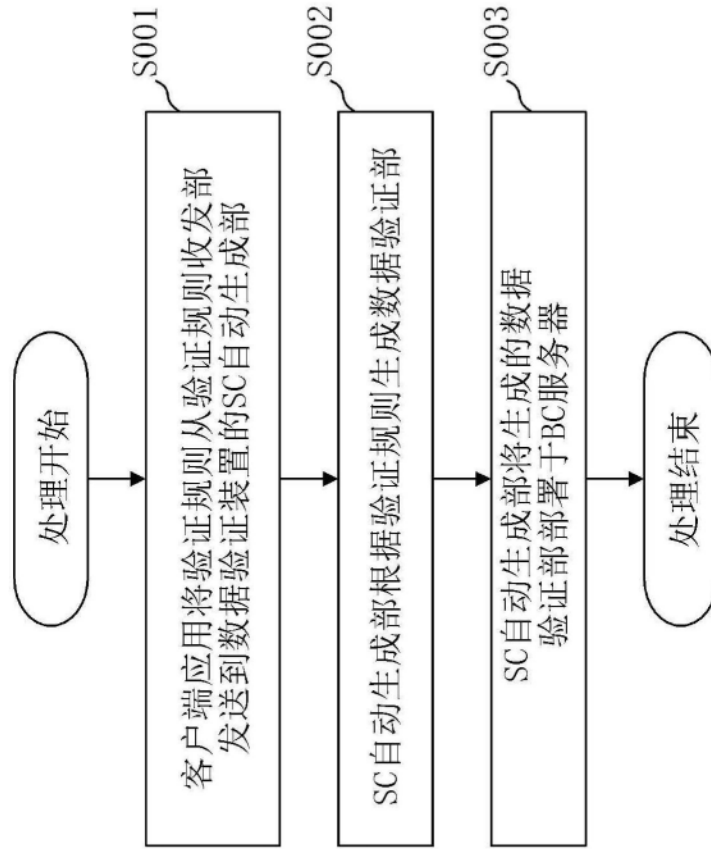 处理开始
S001
客户端应用将验证规则从验证规则收发部
发送到数据验证装置的SC自动生成部
S002
SC自动生成部根据验证规则生成数据验证部
S003
SC自动生成部将生成的数据
验证部部署于BC服务器
处理结束